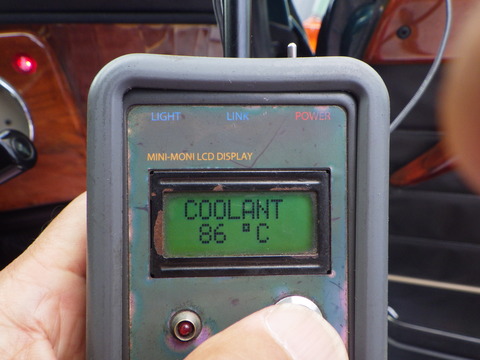 LIGHT LINK POWER
MINI-MONI LCD DISPLAY
COOLANT
86 °C